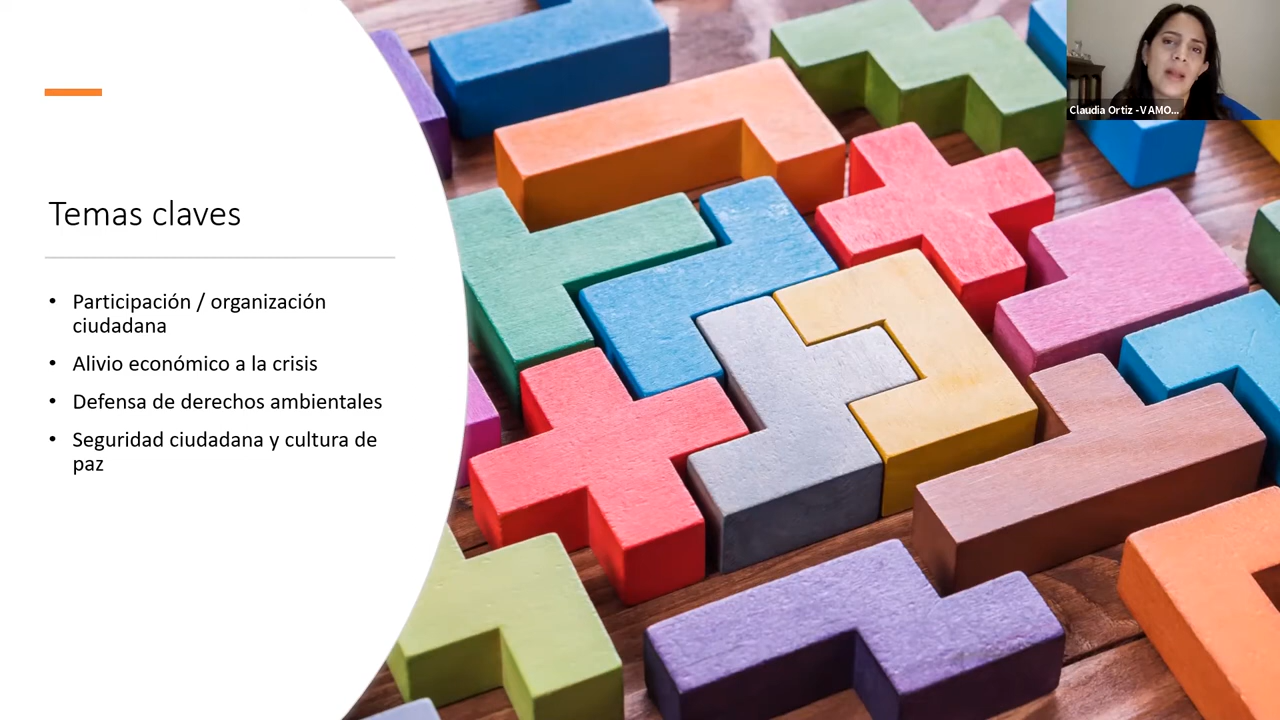 Claudia Ortiz -VAMO...
Temas claves
• Participación / organización
ciudadana
• Alivio económico a la crisis
• Defensa de derechos ambientales
• Seguridad ciudadana y cultura de
paz